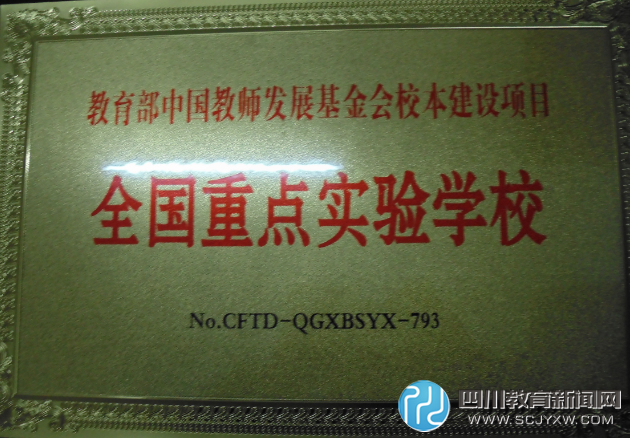 教育部中国教师发展基金会校本建设项目
全国重点实验学校
No.CFTD-QGXBSYX-793
四川教育新闻网
WWW.SCJYXW.COM